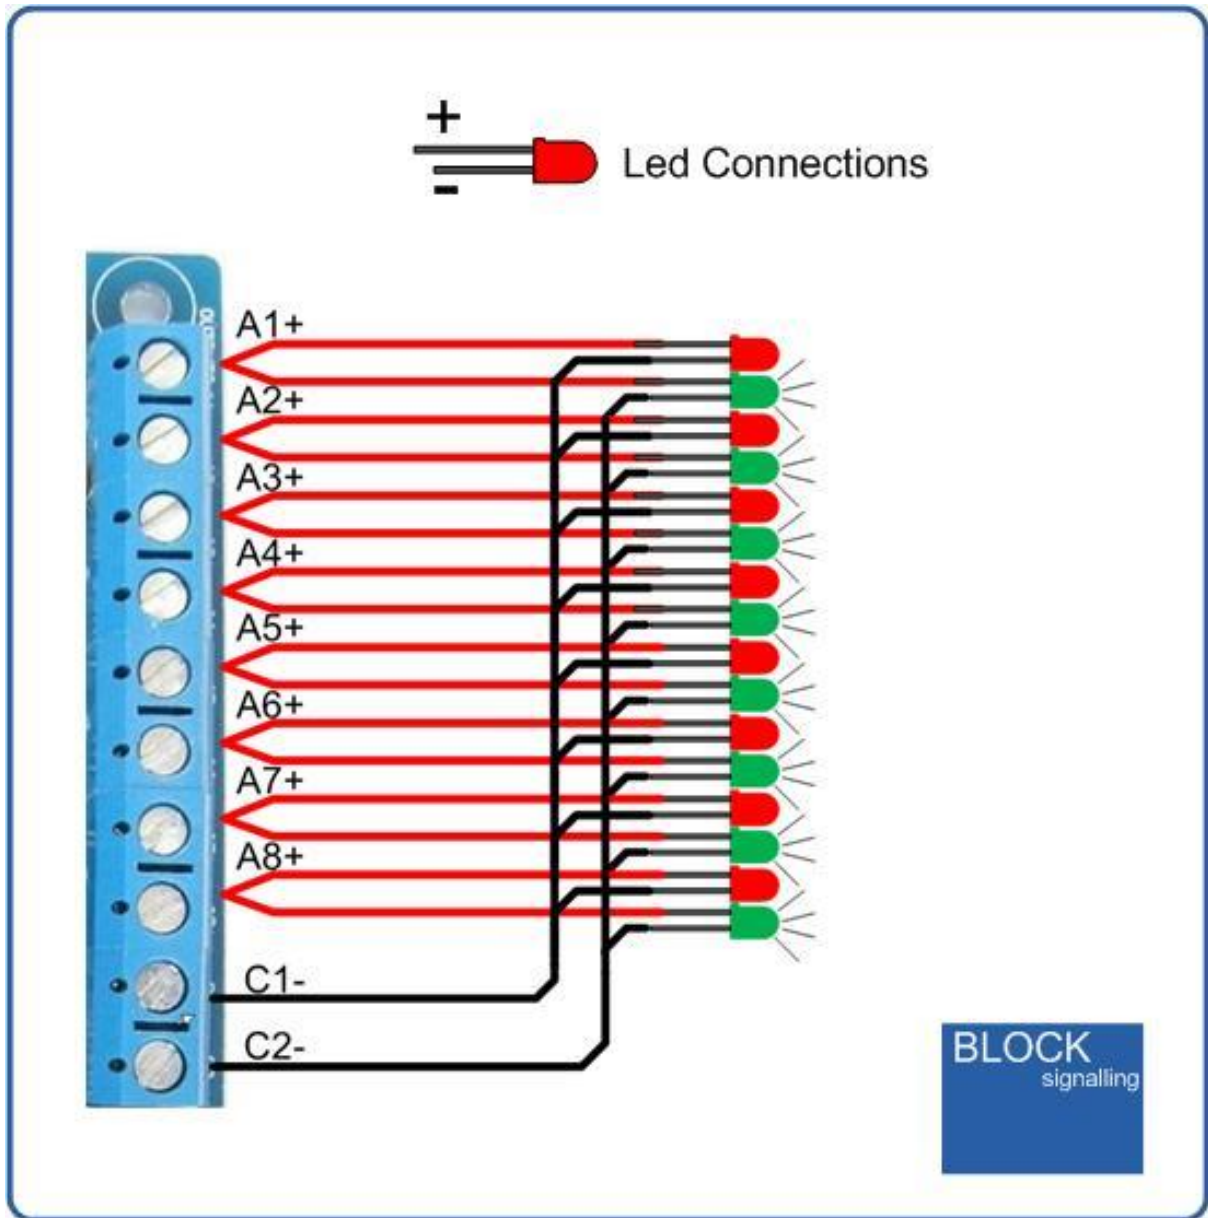 +
Led Connections
-
A1+
A2+
A3+
A4+
A5+
A6+
A7+
A8+
C1-
C2-
BLOCK
signalling